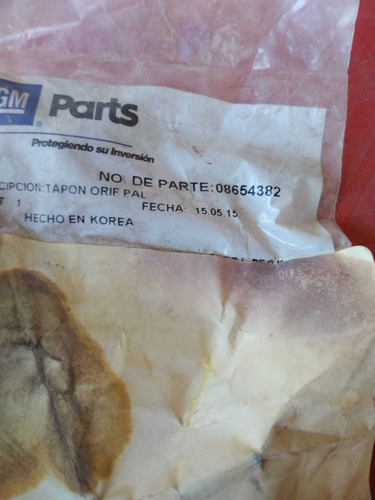 GM Parts
Protegiendo su Inversión
NO. DE PARTE:08654382
CIPCION:TAPON ORIF PAL
T 1 FECHA: 15.05.15
HECHO EN KOREA